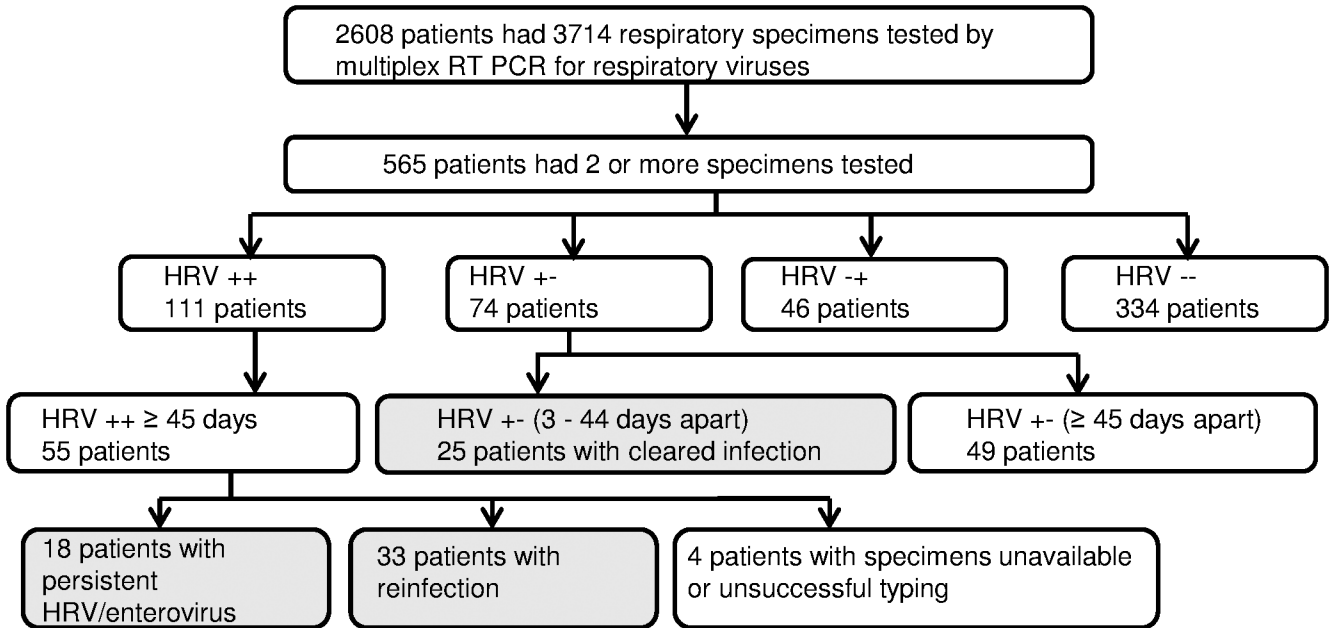 2608 patients had 3714 respiratory specimens tested by
multiplex RT PCR for respiratory viruses
565 patients had 2 or more specimens tested
HRV ++
111 patients
HRV +-
74 patients
HRV -+
46 patients
HRV --
334 patients
HRV ++ ≥ 45 days
55 patients
HRV +- (3 - 44 days apart)
25 patients with cleared infection
HRV +- (≥ 45 days apart)
49 patients
18 patients with
persistent
HRV/enterovirus
33 patients with
reinfection
4 patients with specimens unavailable
or unsuccessful typing